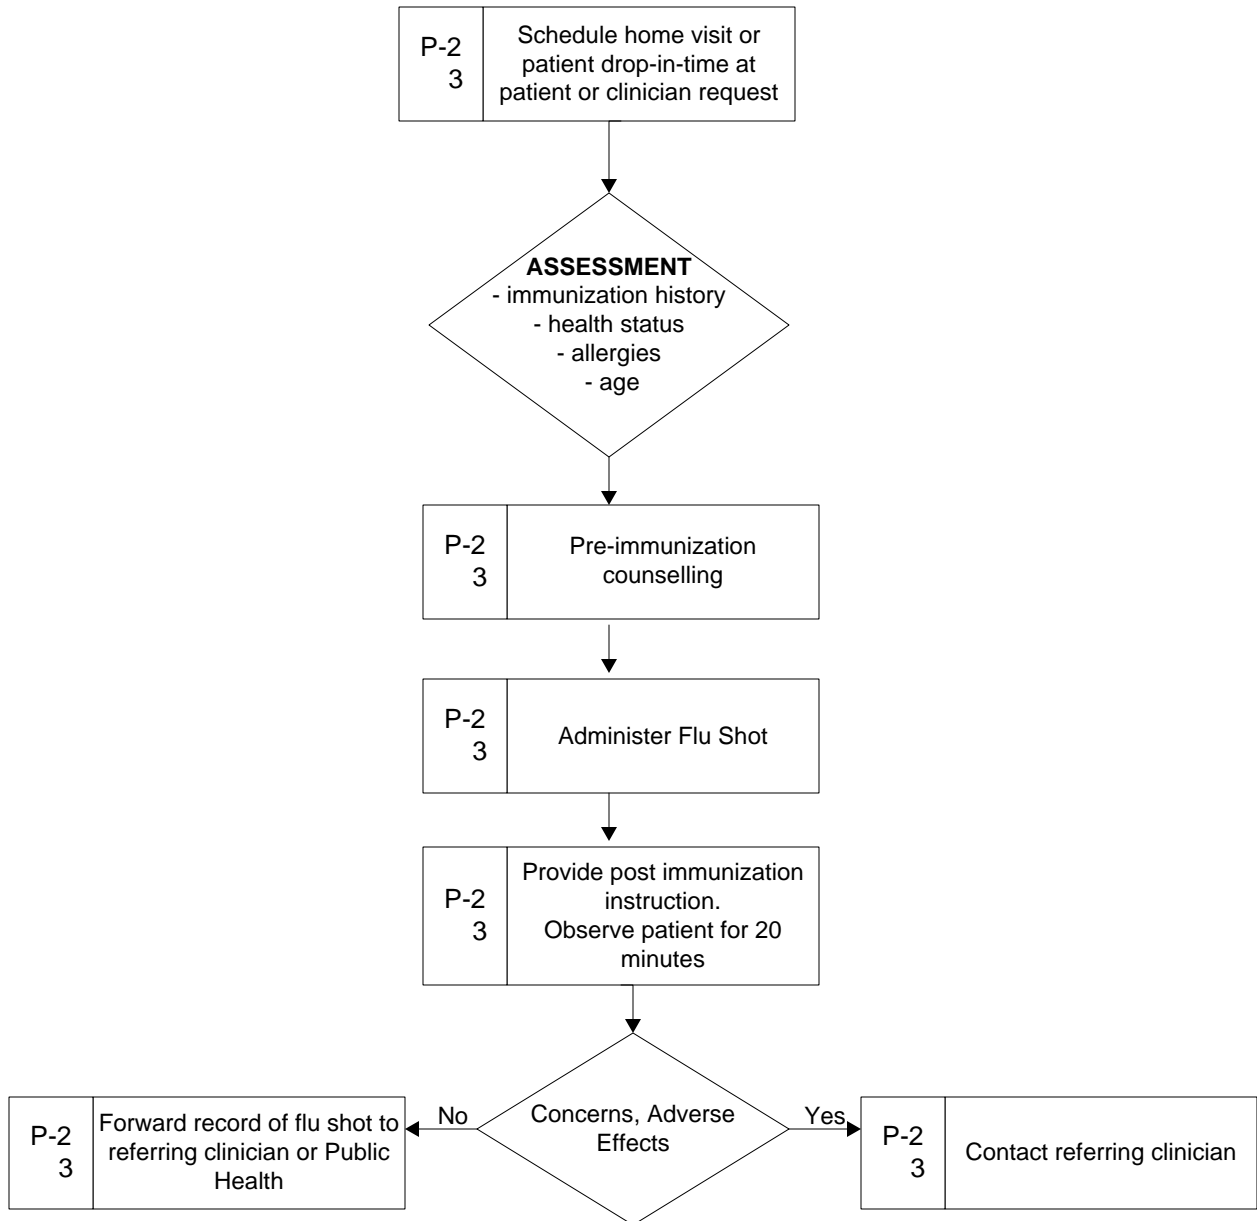 P-2
3
Schedule home visit or
patient drop-in-time at
patient or clinician request
ASSESSMENT
- immunization history
- health status
- allergies
- age
P-2
3
Pre-immunization
counselling
P-2
3
Administer Flu Shot
P-2
3
Provide post immunization
instruction.
Observe patient for 20
minutes
P-2
3
Forward record of flu shot to
referring clinician or Public
Health
No
Concerns, Adverse
Effects
Yes
P-2
3
Contact referring clinician